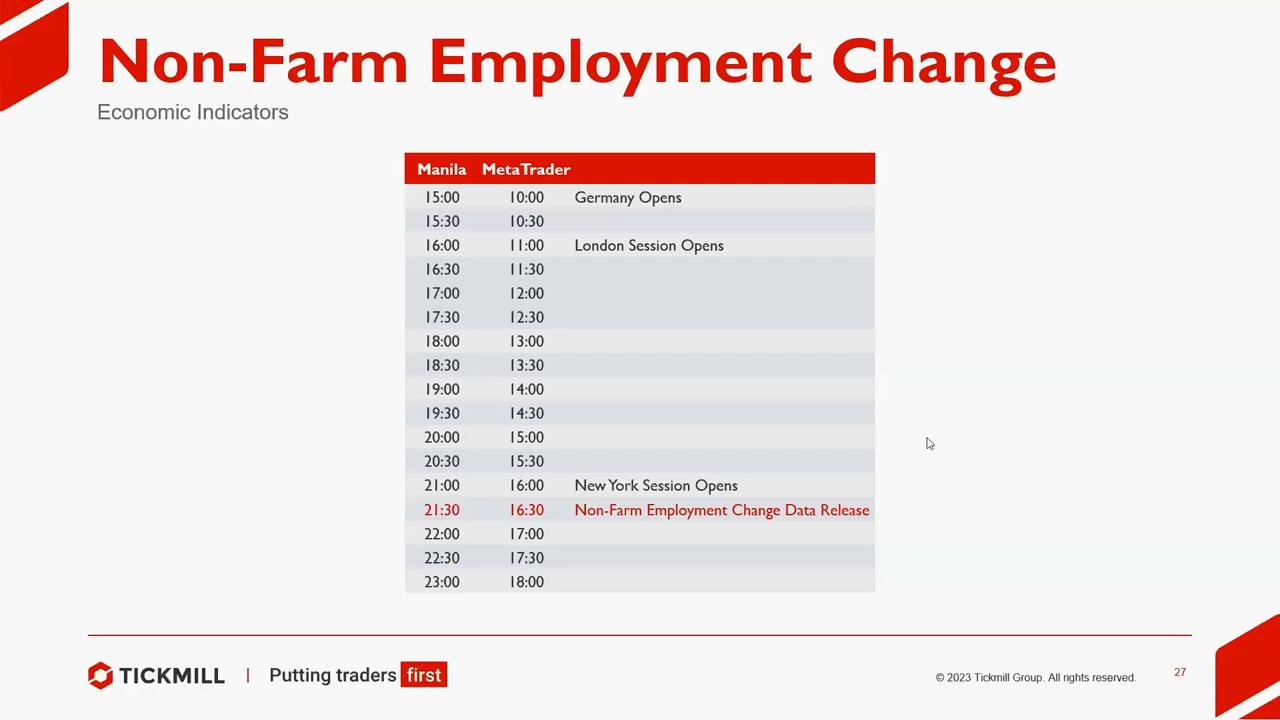 Non-Farm Employment Change
Economic Indicators
Manila MetaTrader
15:00 10:00 Germany Opens
15:30 10:30
16:00 11:00 London Session Opens
16:30 11:30
17:00 12:00
17:30 12:30
18:00 13:00
18:30 13:30
19:00 14:00
19:30 14:30
20:00 15:00
20:30 15:30
21:00 16:00 New York Session Opens
21:30 16:30 Non-Farm Employment Change Data Release
22:00 17:00
22:30 17:30
23:00 18:00
TICKMILL | Putting traders first
© 2023 Tickmill Group. All rights reserved. 27